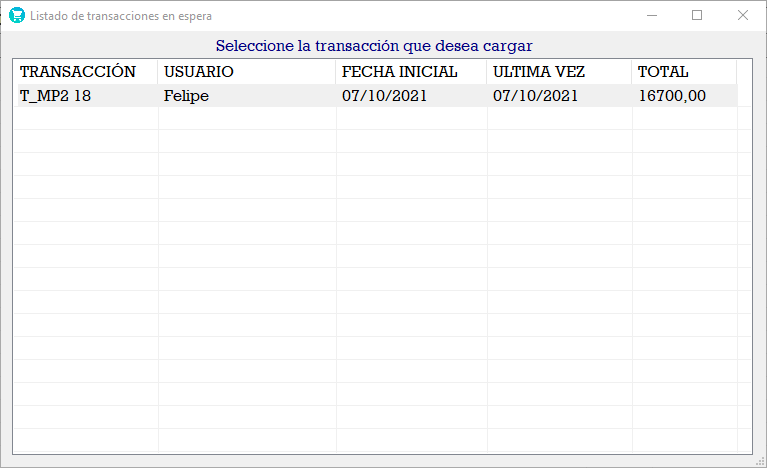 Listado de transacciones en espera
Seleccione la transacción que desea cargar
TRANSACCIÓN USUARIO FECHA INICIAL ULTIMA VEZ TOTAL
T_MP2 18 Felipe 07/10/2021 07/10/2021 16700,00